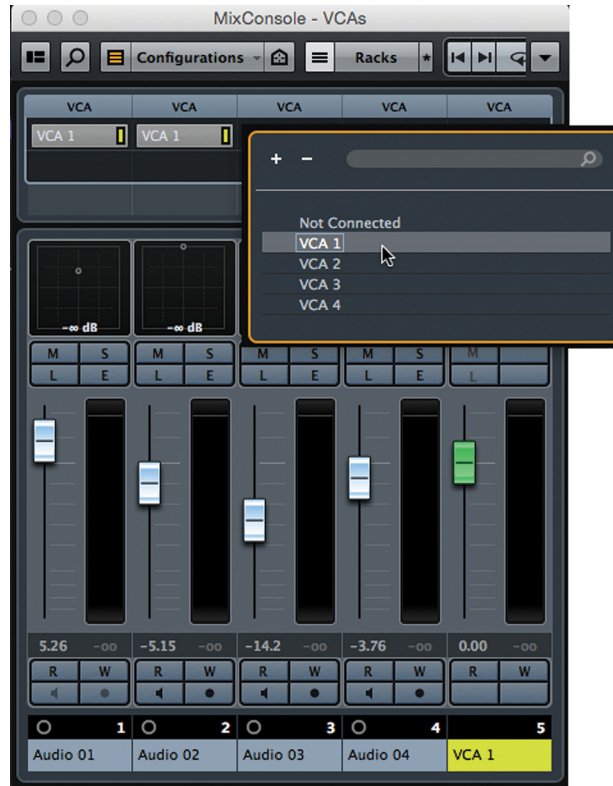 MixConsole - VCAs
Configurations Racks *
VCA VCA VCA VCA VCA
VCA 1 VCA 1
+ −
Not Connected
VCA 1
VCA 2
VCA 3
VCA 4
-∞ dB -∞ dB
M S M S M S M S M
L E L E L E L E L
5.26 -oo -5.15 -oo -14.2 -oo -3.76 -oo 0.00 -oo
R W R W R W R W R W
1 2 3 4 5
Audio 01 Audio 02 Audio 03 Audio 04 VCA 1